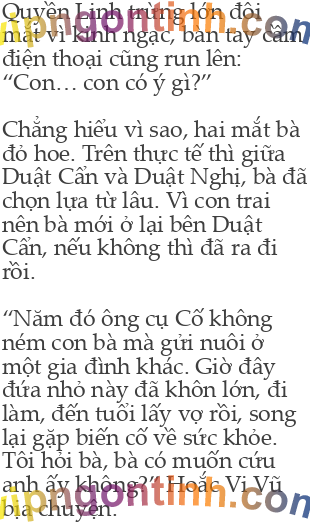 vipngontinh.com
Quyền Linh trừng lớn đôi
mắt vì kinh ngạc, bàn tay cầm
điện thoại cũng run lên:
“Con… con có ý gì?”
Chẳng hiểu vì sao, hai mắt bà
đỏ hoe. Trên thực tế thì giữa
Duật Cẩn và Duật Nghị, bà đã
chọn lựa từ lâu. Vì con trai
nên bà mới ở lại bên Duật
Cẩn, nếu không thì đã ra đi
rồi.
“Năm đó ông cụ Cố không
ném con bà mà gửi nuôi ở
một gia đình khác. Giờ đây
đứa nhỏ này đã khôn lớn, đi
làm, đến tuổi lấy vợ rồi, song
lại gặp biến cố về sức khỏe.
Tôi hỏi bà, bà có muốn cứu
anh ấy không?” Hoắc Vi Vũ
bịa chuyện.
vipngontinh.com